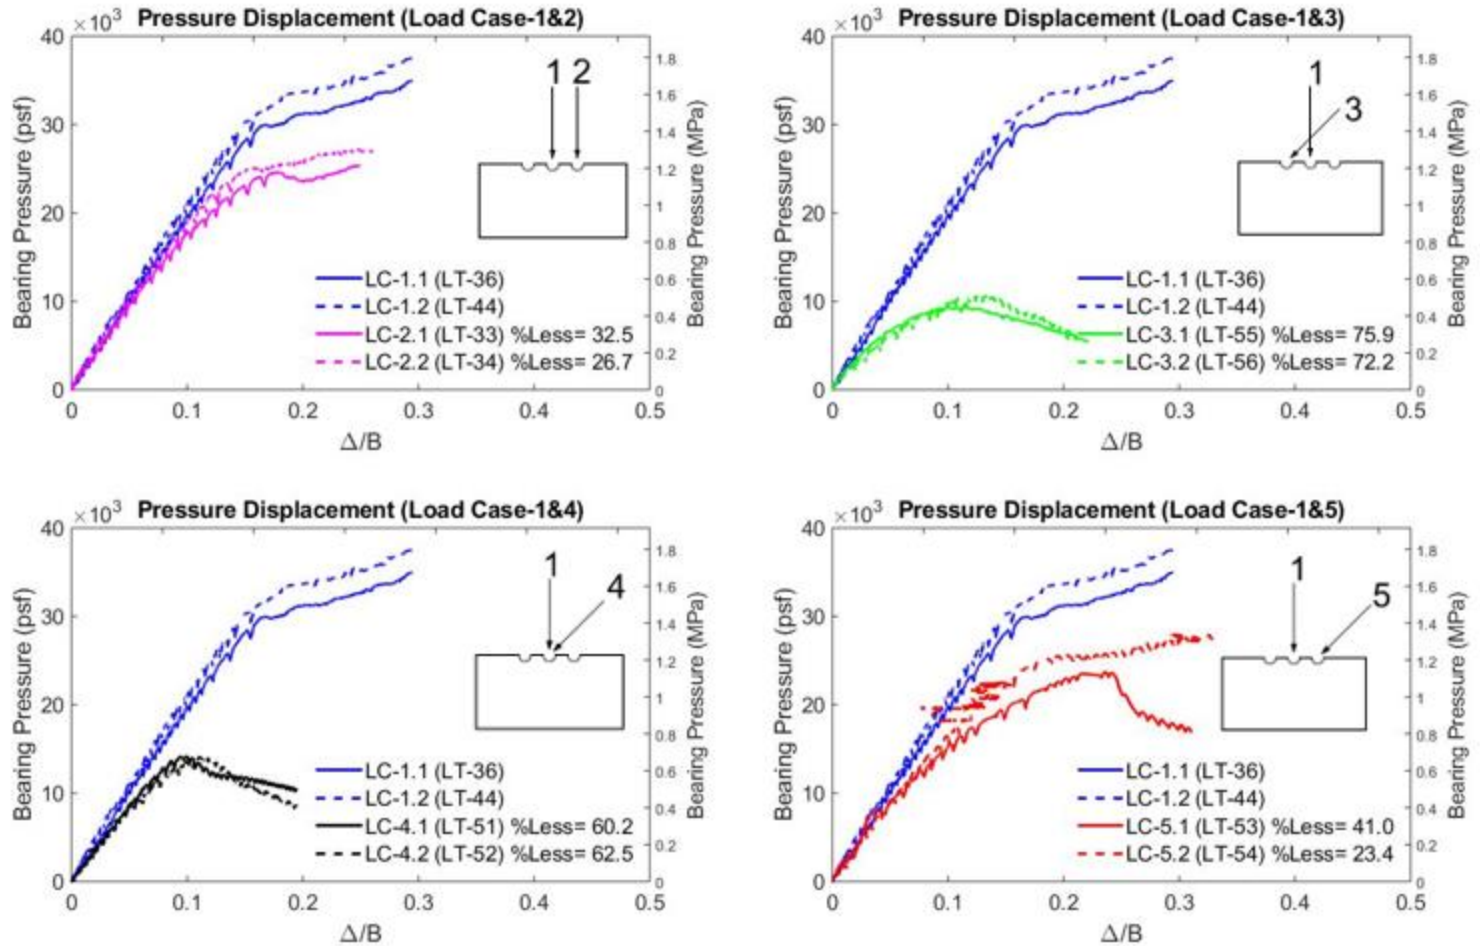 Pressure Displacement (Load Case-1&2)
×10³
40
30
20
10
0
Bearing Pressure (psf)
1.8
1.6
1.4
1.2
1
0.8
0.6
0.4
0.2
0
Bearing Pressure (MPa)
1 2
LC-1.1 (LT-36)
LC-1.2 (LT-44)
LC-2.1 (LT-33) %Less= 32.5
LC-2.2 (LT-34) %Less= 26.7
0 0.1 0.2 0.3 0.4 0.5
Δ/B
Pressure Displacement (Load Case-1&3)
×10³
40
30
20
10
0
Bearing Pressure (psf)
1.8
1.6
1.4
1.2
1
0.8
0.6
0.4
0.2
0
Bearing Pressure (MPa)
1
3
LC-1.1 (LT-36)
LC-1.2 (LT-44)
LC-3.1 (LT-55) %Less= 75.9
LC-3.2 (LT-56) %Less= 72.2
0 0.1 0.2 0.3 0.4 0.5
Δ/B
Pressure Displacement (Load Case-1&4)
×10³
40
30
20
10
0
Bearing Pressure (psf)
1.8
1.6
1.4
1.2
1
0.8
0.6
0.4
0.2
0
Bearing Pressure (MPa)
1
4
LC-1.1 (LT-36)
LC-1.2 (LT-44)
LC-4.1 (LT-51) %Less= 60.2
LC-4.2 (LT-52) %Less= 62.5
0 0.1 0.2 0.3 0.4 0.5
Δ/B
Pressure Displacement (Load Case-1&5)
×10³
40
30
20
10
0
Bearing Pressure (psf)
1.8
1.6
1.4
1.2
1
0.8
0.6
0.4
0.2
0
Bearing Pressure (MPa)
1
5
LC-1.1 (LT-36)
LC-1.2 (LT-44)
LC-5.1 (LT-53) %Less= 41.0
LC-5.2 (LT-54) %Less= 23.4
0 0.1 0.2 0.3 0.4 0.5
Δ/B